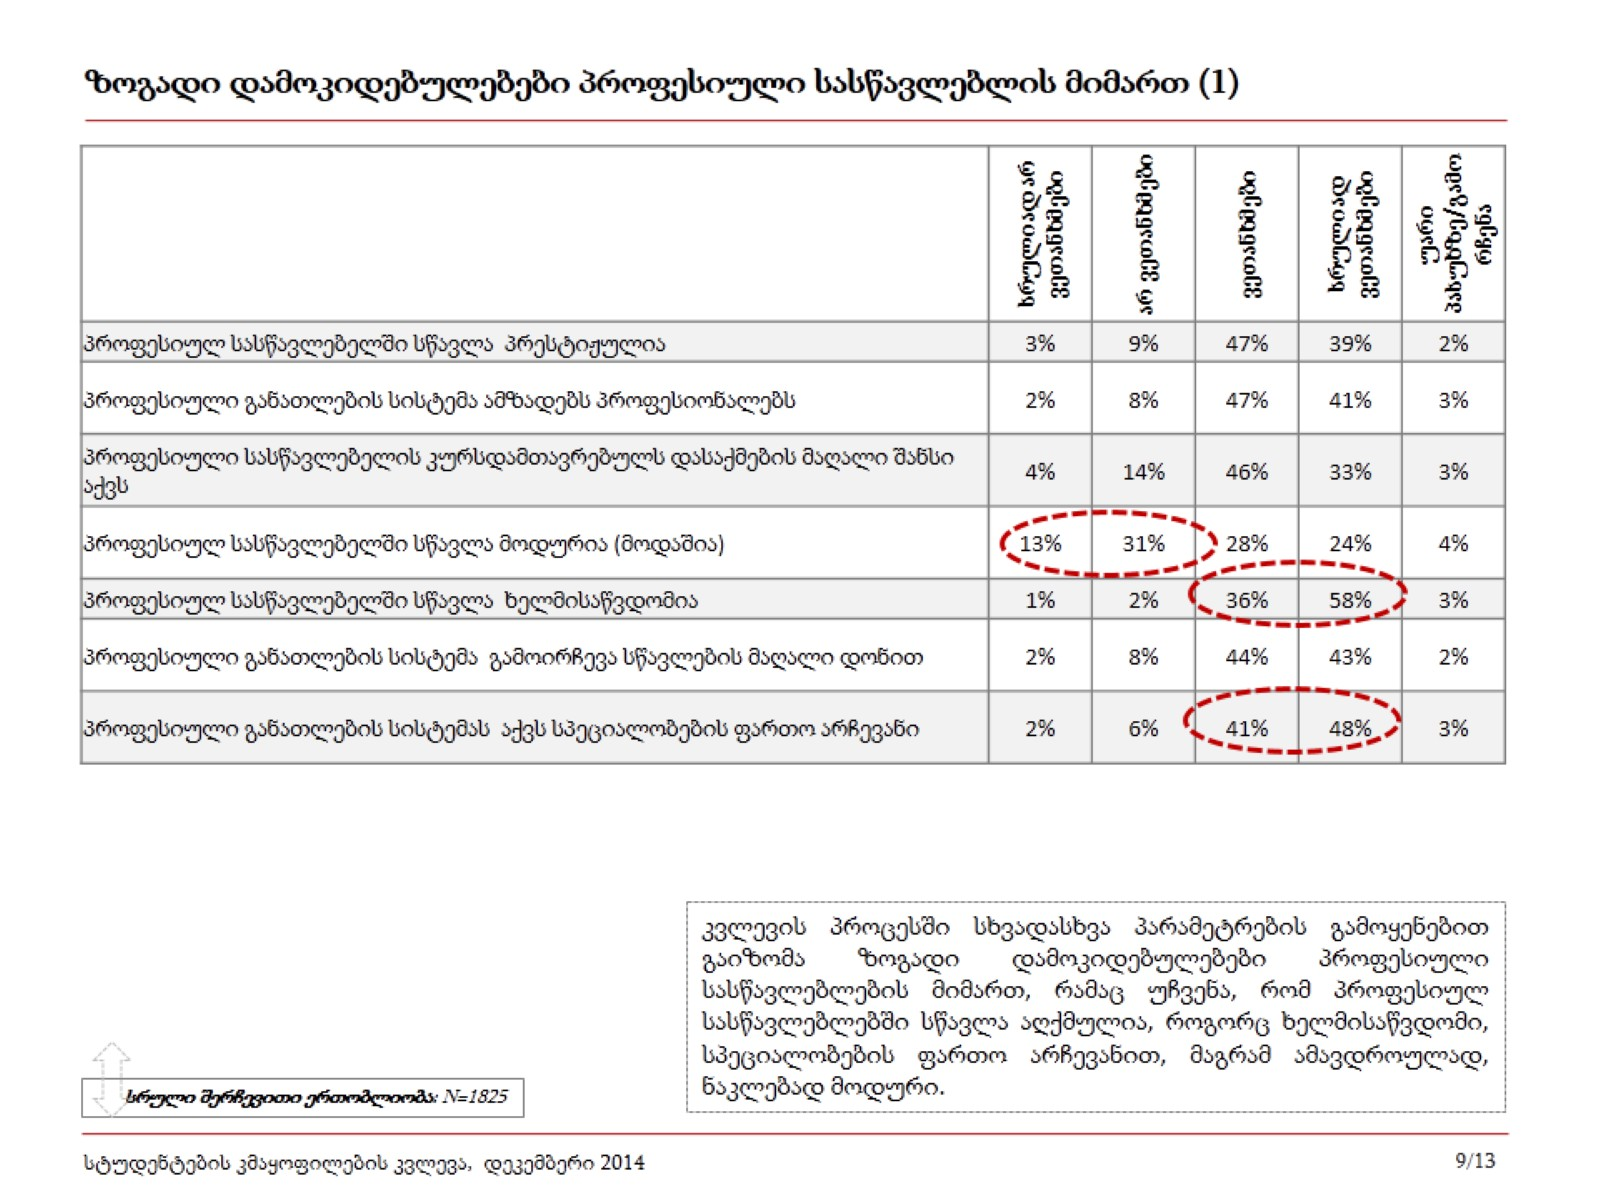 ზოგადი დამოკიდებულებები პროფესიული სასწავლებლის მიმართ (1)
სრულიად არ
ვეთანხმები
არ ვეთანხმები
ვეთანხმები
სრულიად
ვეთანხმები
უარი
პასუხზე/გამო
რჩენა
პროფესიულ სასწავლებელში სწავლა პრესტიჟულია 3% 9% 47% 39% 2%
პროფესიული განათლების სისტემა ამზადებს პროფესიონალებს 2% 8% 47% 41% 3%
პროფესიული სასწავლებელის კურსდამთავრებულს დასაქმების მაღალი შანსი
აქვს 4% 14% 46% 33% 3%
პროფესიულ სასწავლებელში სწავლა მოდურია (მოდაშია) 13% 31% 28% 24% 4%
პროფესიულ სასწავლებელში სწავლა ხელმისაწვდომია 1% 2% 36% 58% 3%
პროფესიული განათლების სისტემა გამოირჩევა სწავლების მაღალი დონით 2% 8% 44% 43% 2%
პროფესიული განათლების სისტემას აქვს სპეციალობების ფართო არჩევანი 2% 6% 41% 48% 3%
კვლევის პროცესში სხვადასხვა პარამეტრების გამოყენებით
გაიზომა ზოგადი დამოკიდებულებები პროფესიული
სასწავლებლების მიმართ, რამაც უჩვენა, რომ პროფესიულ
სასწავლებლებში სწავლა აღქმულია, როგორც ხელმისაწვდომი,
სპეციალობების ფართო არჩევანით, მაგრამ ამავდროულად,
ნაკლებად მოდური.
სრული შერჩევითი ერთობლიობა: N=1825
სტუდენტების კმაყოფილების კვლევა, დეკემბერი 2014
9/13